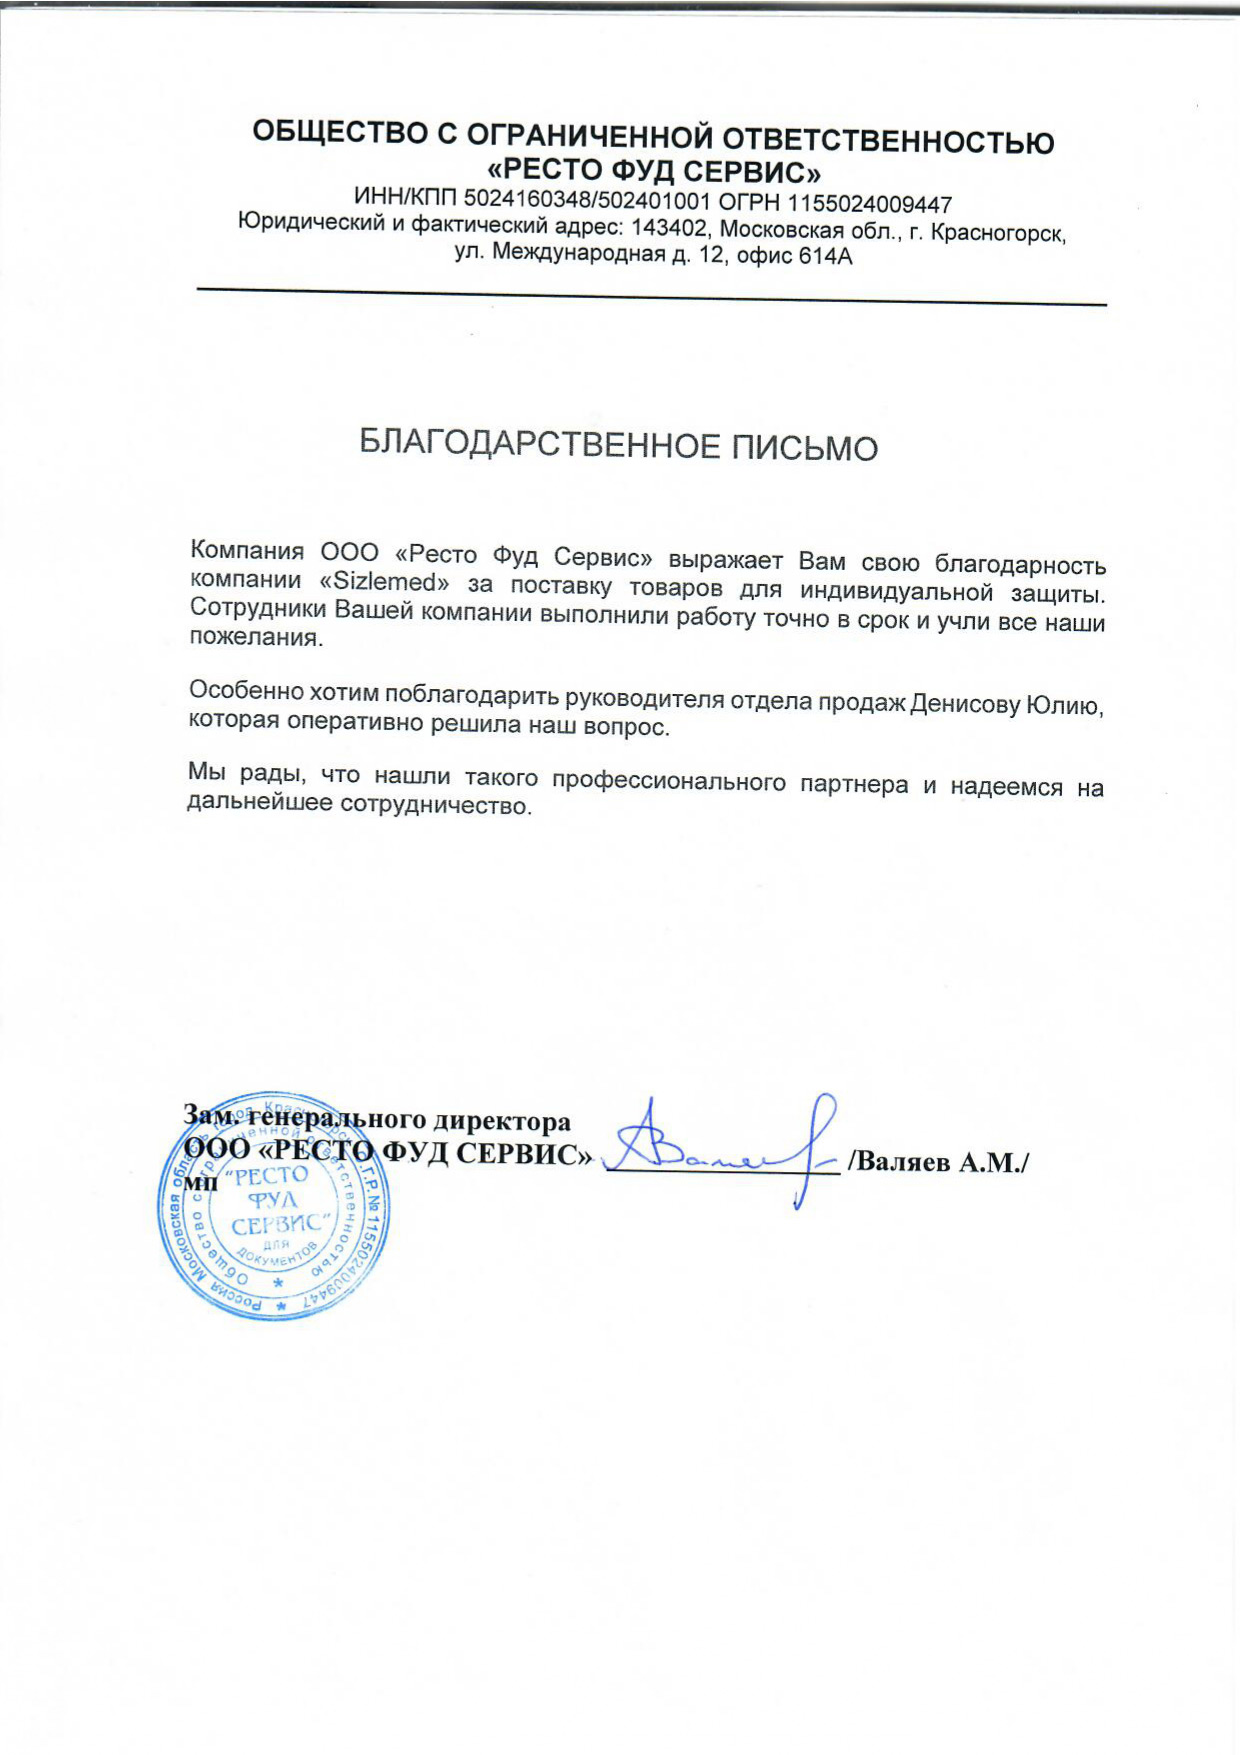 ОБЩЕСТВО С ОГРАНИЧЕННОЙ ОТВЕТСТВЕННОСТЬЮ
«РЕСТО ФУД СЕРВИС»
ИНН/КПП 5024160348/502401001 ОГРН 1155024009447
Юридический и фактический адрес: 143402, Московская обл., г. Красногорск,
ул. Международная д. 12, офис 614А
БЛАГОДАРСТВЕННОЕ ПИСЬМО
Компания ООО «Ресто Фуд Сервис» выражает Вам свою благодарность
компании «Sizlemed» за поставку товаров для индивидуальной защиты.
Сотрудники Вашей компании выполнили работу точно в срок и учли все наши
пожелания.
Особенно хотим поблагодарить руководителя отдела продаж Денисову Юлию,
которая оперативно решила наш вопрос.
Мы рады, что нашли такого профессионального партнера и надеемся на
дальнейшее сотрудничество.
Зам. генерального директора
ООО «РЕСТО ФУД СЕРВИС» /Валяев А.М./
мп
Россия Московская область город Красногорск О.Г.Р.№1155024009447
Общество с ограниченной ответственностью
"РЕСТО
ФУД
СЕРВИС"
ДЛЯ
ДОКУМЕНТОВ